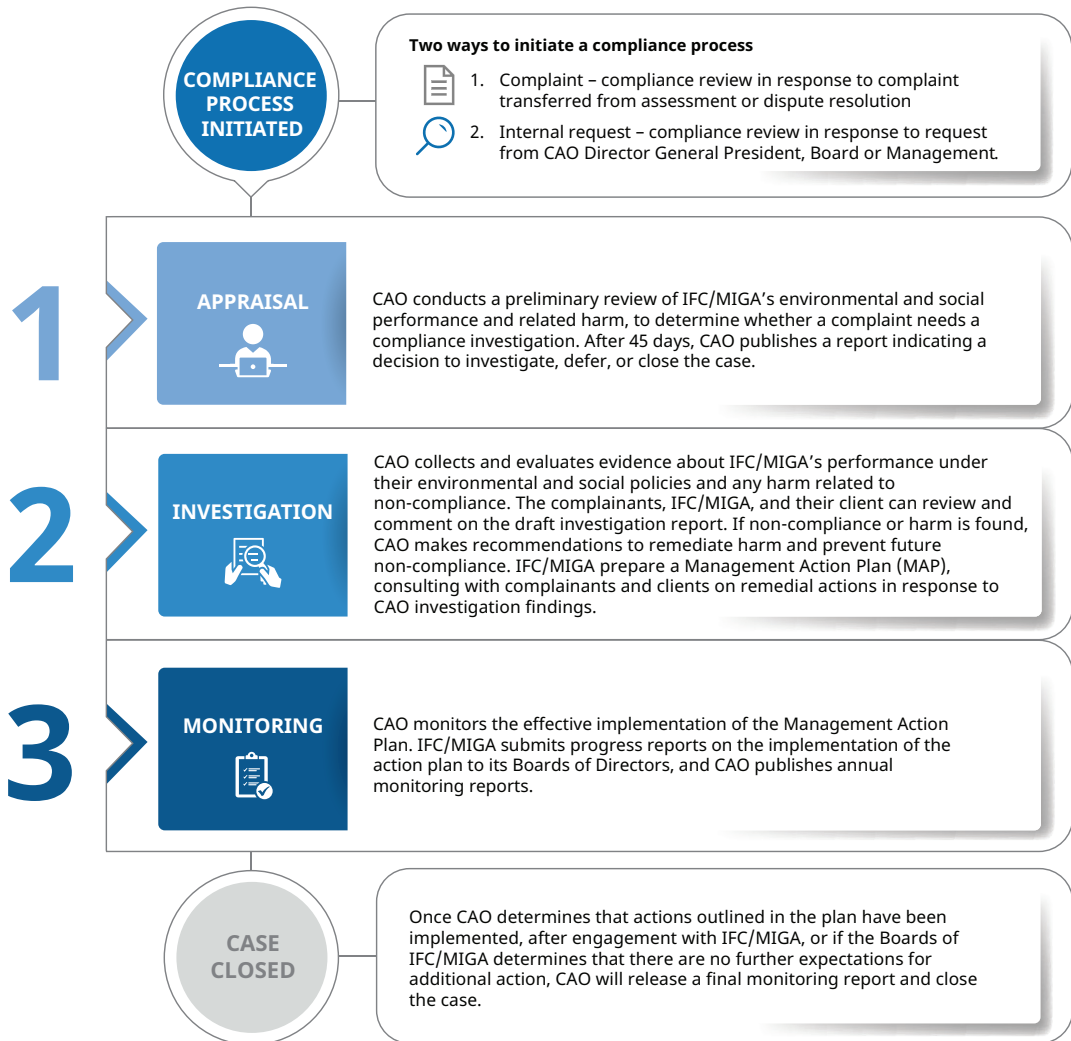 COMPLIANCE
PROCESS
INITIATED
Two ways to initiate a compliance process
1. Complaint – compliance review in response to complaint
transferred from assessment or dispute resolution
2. Internal request – compliance review in response to request
from CAO Director General President, Board or Management.
1
APPRAISAL
CAO conducts a preliminary review of IFC/MIGA’s environmental and social
performance and related harm, to determine whether a complaint needs a
compliance investigation. After 45 days, CAO publishes a report indicating a
decision to investigate, defer, or close the case.
2
INVESTIGATION
CAO collects and evaluates evidence about IFC/MIGA’s performance under
their environmental and social policies and any harm related to
non-compliance. The complainants, IFC/MIGA, and their client can review and
comment on the draft investigation report. If non-compliance or harm is found,
CAO makes recommendations to remediate harm and prevent future
non-compliance. IFC/MIGA prepare a Management Action Plan (MAP),
consulting with complainants and clients on remedial actions in response to
CAO investigation findings.
3
MONITORING
CAO monitors the effective implementation of the Management Action
Plan. IFC/MIGA submits progress reports on the implementation of the
action plan to its Boards of Directors, and CAO publishes annual
monitoring reports.
CASE
CLOSED
Once CAO determines that actions outlined in the plan have been
implemented, after engagement with IFC/MIGA, or if the Boards of
IFC/MIGA determines that there are no further expectations for
additional action, CAO will release a final monitoring report and close
the case.